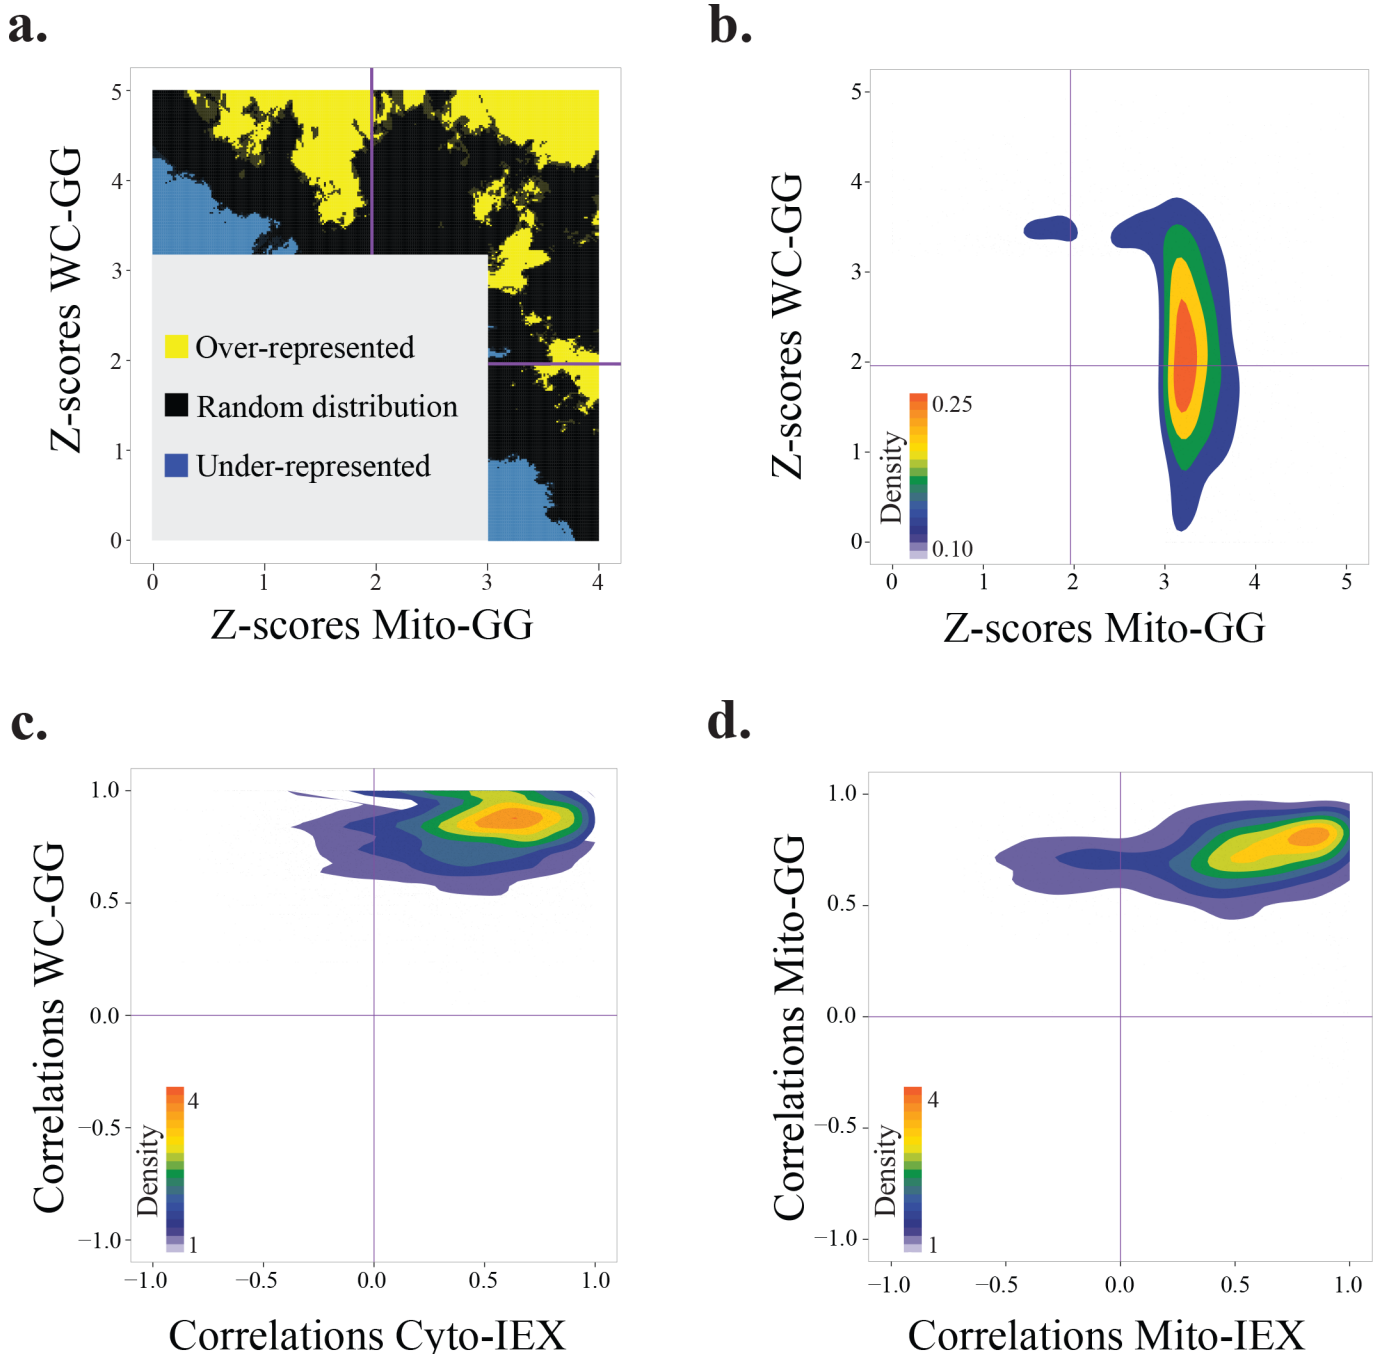 a.
5
4
3
2
1
0
Z-scores WC-GG
Over-represented
Random distribution
Under-represented
0 1 2 3 4
Z-scores Mito-GG
b.
5
4
3
2
1
0
Z-scores WC-GG
Density
0.25
0.10
0 1 2 3 4 5
Z-scores Mito-GG
c.
1.0
0.5
0.0
−0.5
−1.0
Correlations WC-GG
Density
4
1
−1.0 −0.5 0.0 0.5 1.0
Correlations Cyto-IEX
d.
1.0
0.5
0.0
−0.5
−1.0
Correlations Mito-GG
Density
4
1
−1.0 −0.5 0.0 0.5 1.0
Correlations Mito-IEX